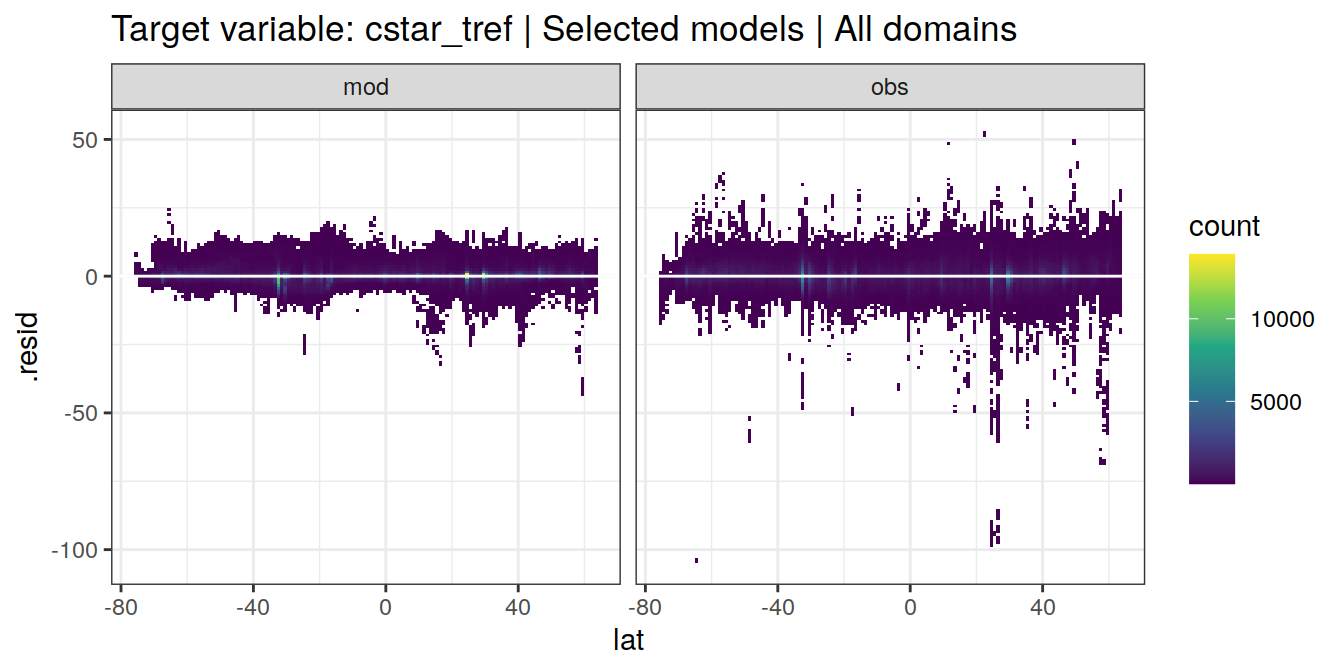 Target variable: cstar_tref | Selected models | All domains
mod
obs
50
0
-50
-100
.resid
-80
-40
0
40
-80
-40
0
40
lat
count
10000
5000